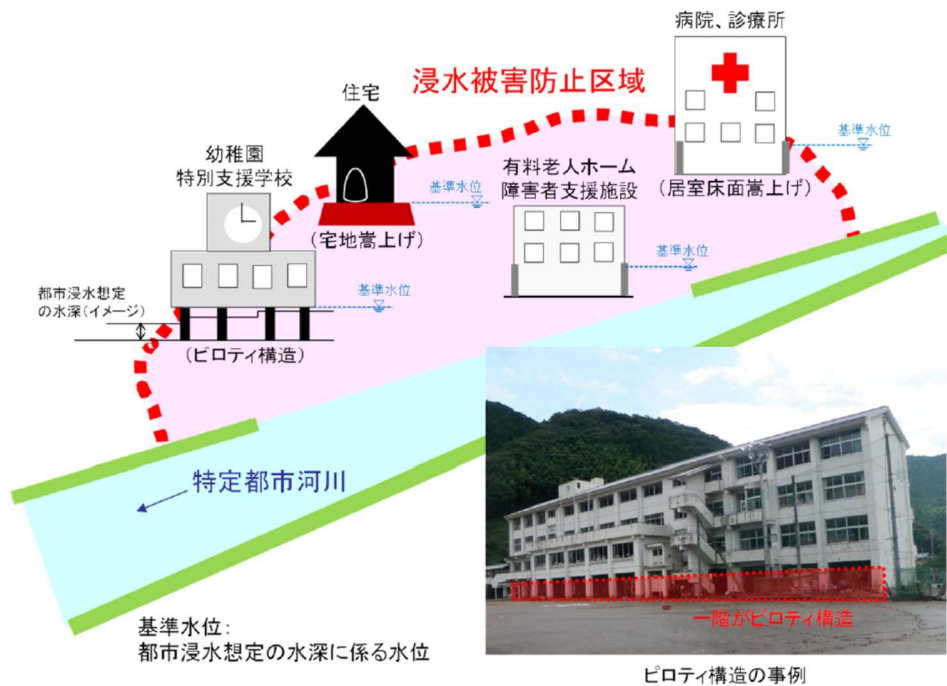 病院、診療所
浸水被害防止区域
住宅
基準水位
幼稚園
特別支援学校
有料老人ホーム
障害者支援施設
基準水位
(居室床面嵩上げ)
(宅地嵩上げ)
基準水位
都市浸水想定
の水深(イメージ)
基準水位
(ピロティ構造)
特定都市河川
一階がピロティ構造
基準水位:
都市浸水想定の水深に係る水位
ピロティ構造の事例